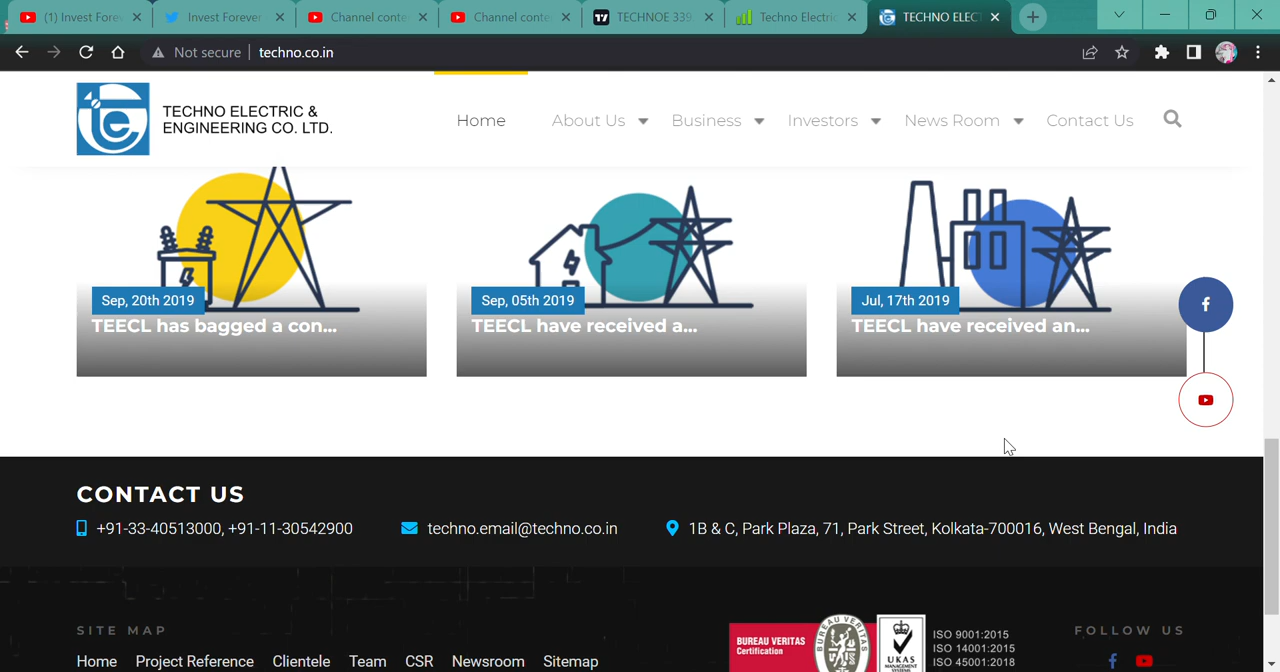 (1) Invest Fore
Invest Forever
Channel conte
Channel conte
TECHNOE 339.
Techno Electric
TECHNO ELEC
Not secure
techno.co.in
TECHNO ELECTRIC &
ENGINEERING CO. LTD.
Home
About Us
Business
Investors
News Room
Contact Us
Sep, 20th 2019
TEECL has bagged a con...
Sep, 05th 2019
TEECL have received a...
Jul, 17th 2019
TEECL have received an...
CONTACT US
+91-33-40513000, +91-11-30542900
techno.email@techno.co.in
1B & C, Park Plaza, 71, Park Street, Kolkata-700016, West Bengal, India
SITE MAP
Home
Project Reference
Clientele
Team
CSR
Newsroom
Sitemap
BUREAU VERITAS
Certification
BUREAU VERITAS
UKAS
MANAGEMENT
SYSTEMS
ISO 9001:2015
ISO 14001:2015
ISO 45001:2018
FOLLOW US